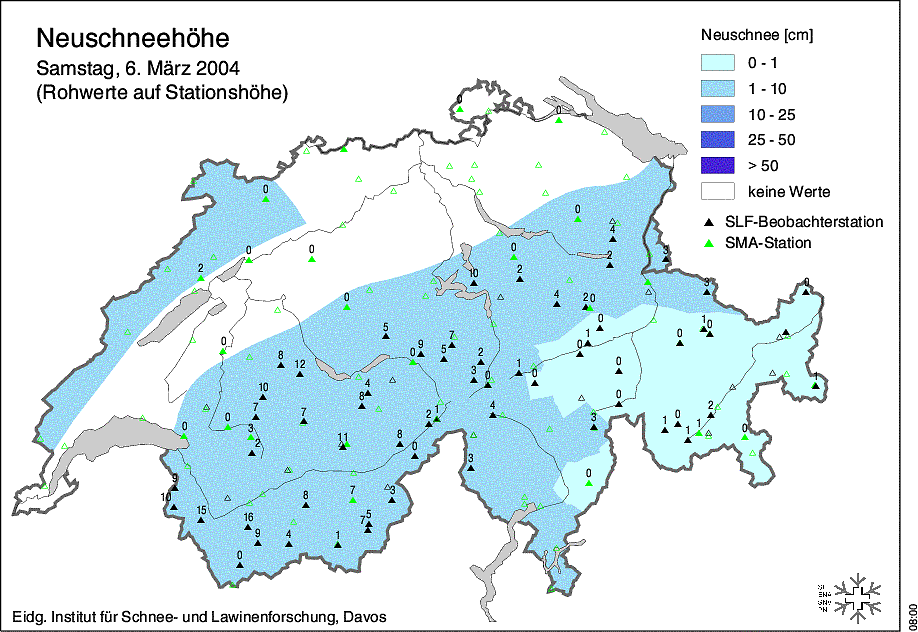 Neuschneehöhe
Samstag, 6. März 2004
(Rohwerte auf Stationshöhe)
Neuschnee [cm]
0 - 1
1 - 10
10 - 25
25 - 50
> 50
keine Werte
SLF-Beobachterstation
SMA-Station
0 0
0 0
4
0 0 0 3
2 10 2 2 3 0
0 4 2 0
5 7 0 1 0 0 1
0 9 5 0 2 0
8 12 1 0 0
3 0 1
10 4 8 0
7 7 2 1 4 3 1 0 2
0 0 3 2 11 8 0 1 1 0
3
9 10 8 7 3 0
15 16 5 7
9 4 1
0
Eidg. Institut für Schnee- und Lawinenforschung, Davos
08:00